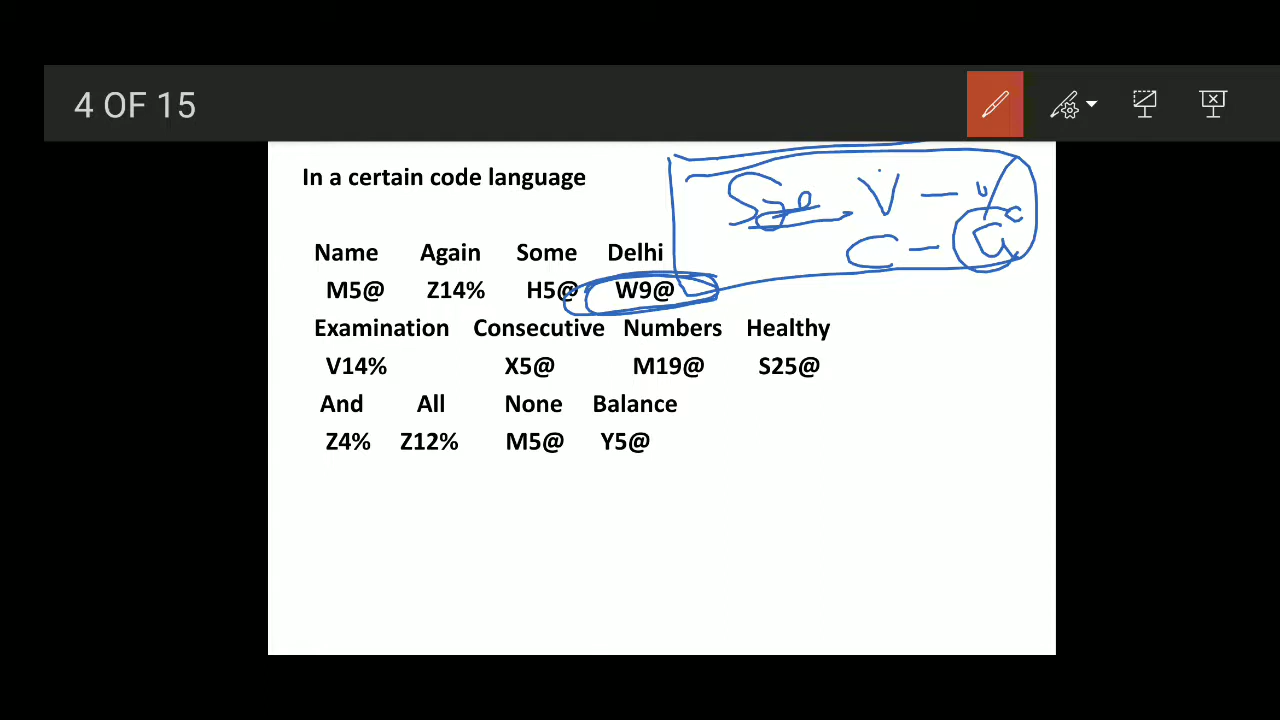 4 OF 15
In a certain code language
V – %
C – @
Name Again Some Delhi
M5@ Z14% H5@ W9@
Examination Consecutive Numbers Healthy
V14% X5@ M19@ S25@
And All None Balance
Z4% Z12% M5@ Y5@